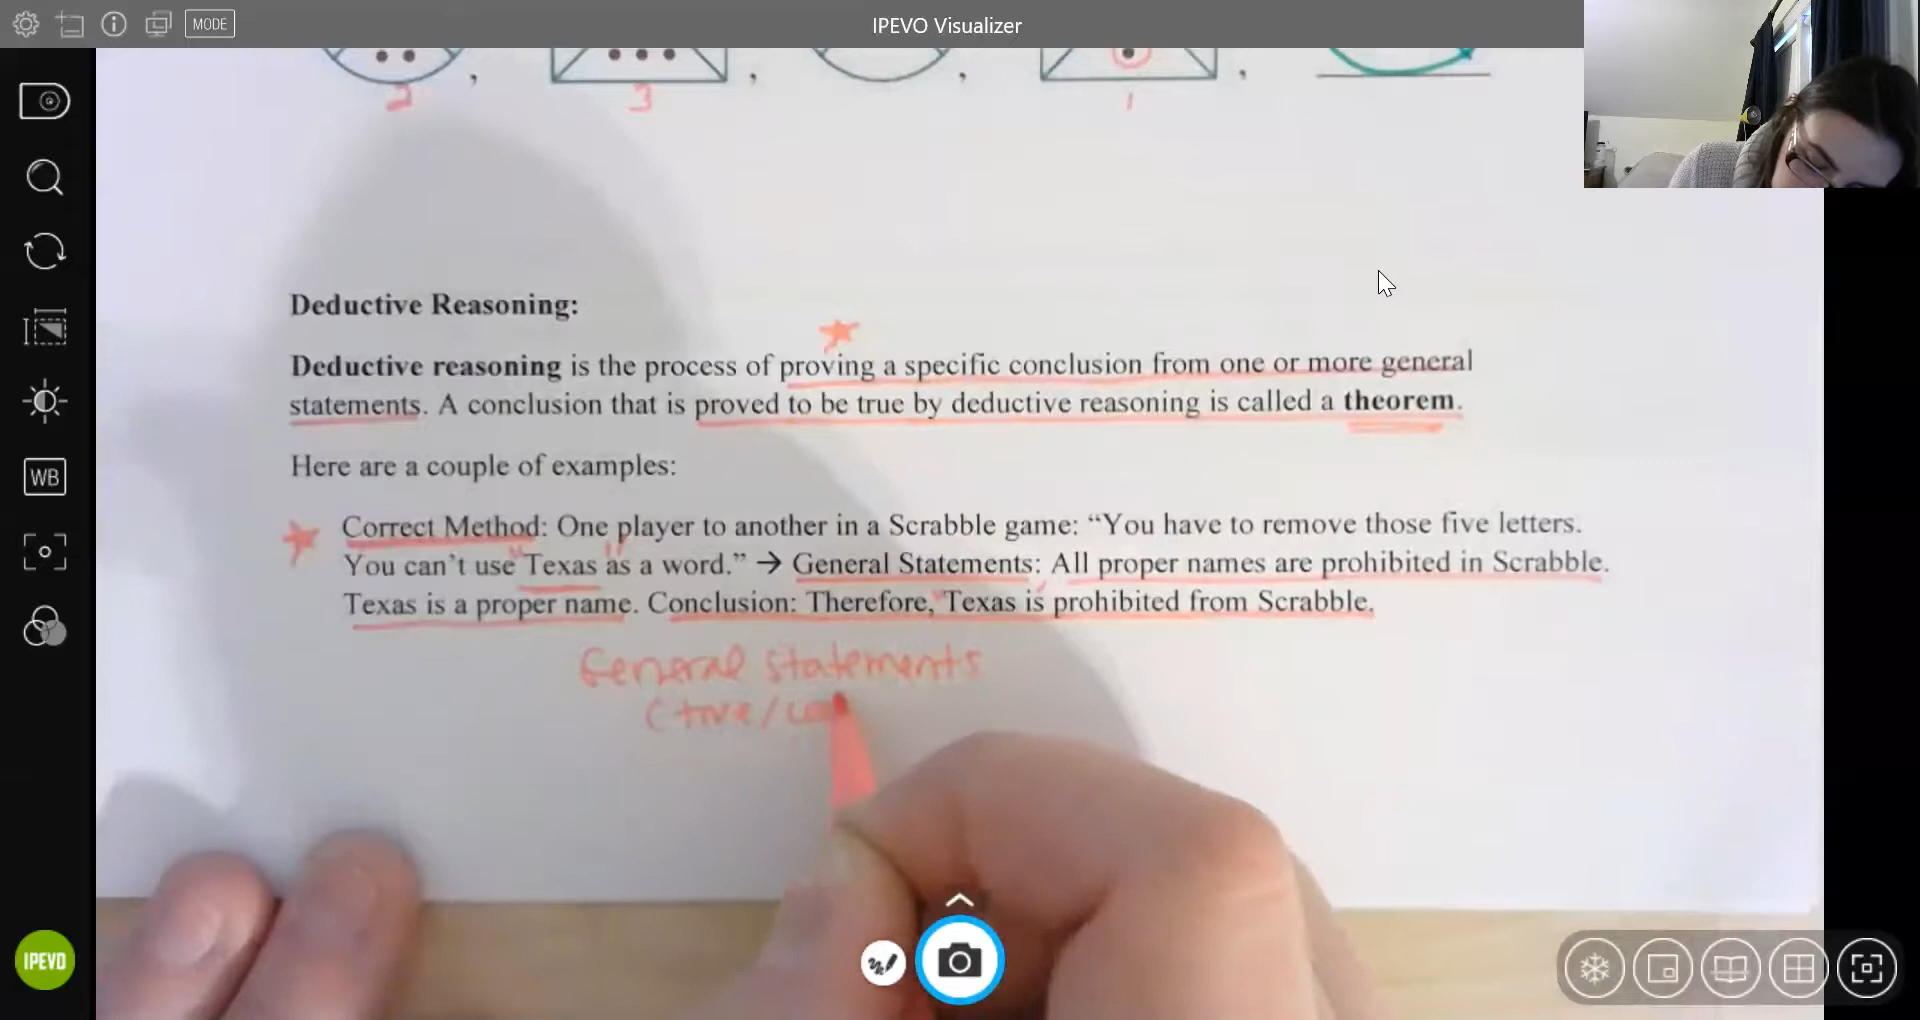 MODE
IPEVO Visualizer
2 3 1
Deductive Reasoning:
Deductive reasoning is the process of proving a specific conclusion from one or more general
statements. A conclusion that is proved to be true by deductive reasoning is called a theorem.
Here are a couple of examples:
Correct Method: One player to another in a Scrabble game: “You have to remove those five letters.
You can’t use "Texas" as a word.” → General Statements: All proper names are prohibited in Scrabble.
Texas is a proper name. Conclusion: Therefore, Texas is prohibited from Scrabble.
General Statements
(true/
WB
IPEVO